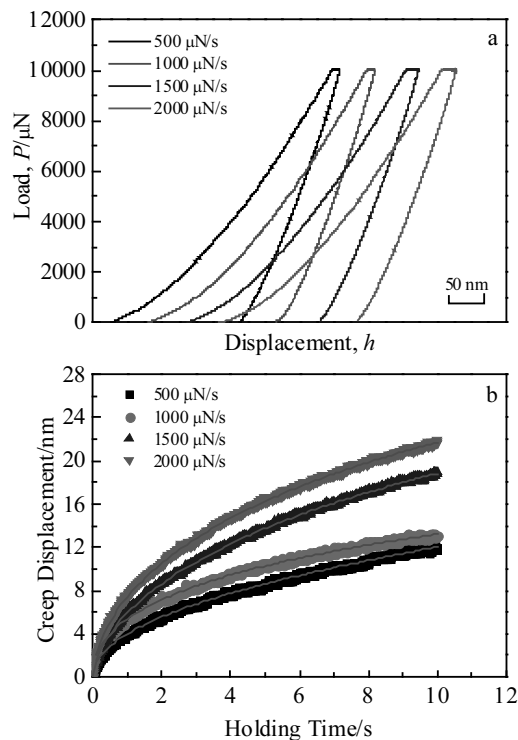 a
500 μN/s
1000 μN/s
1500 μN/s
2000 μN/s
12000
10000
8000
6000
4000
2000
0
Load, P/μN
50 nm
Displacement, h
b
500 μN/s
1000 μN/s
1500 μN/s
2000 μN/s
28
24
20
16
12
8
4
0
Creep Displacement/nm
0 2 4 6 8 10 12
Holding Time/s